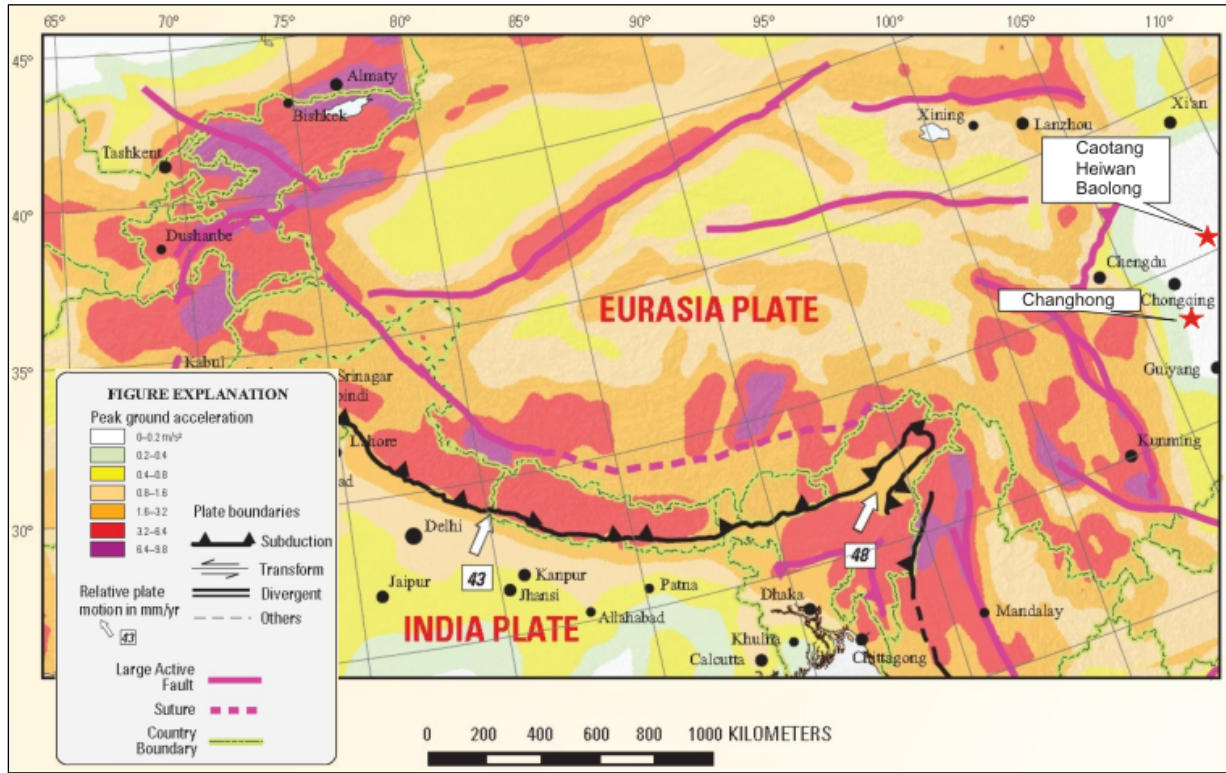 65°
70°
75°
80°
85°
90°
95°
100°
105°
110°
45°
40°
35°
30°
Almaty
Bishkek
Tashkent
Dushanbe
Kabul
Xining
Lanzhou
Xi'an
Caotang
Heiwan
Baolong
Chengdu
Changhong
Chongqing
Guiyang
Kunming
EURASIA PLATE
Srinagar
Lahore
Delhi
43
48
Jaipur
Kanpur
Jhansi
Patna
Allahabad
Dhaka
Mandalay
INDIA PLATE
Khulna
Calcutta
Chittagong
FIGURE EXPLANATION
Peak ground acceleration
0–0.2 m/s²
0.2–0.4
0.4–0.8
0.8–1.6
1.6–3.2
3.2–6.4
6.4–9.8
Plate boundaries
Subduction
Transform
Divergent
Others
Relative plate
motion in mm/yr
43
Large Active
Fault
Suture
Country
Boundary
0 200 400 600 800 1000 KILOMETERS